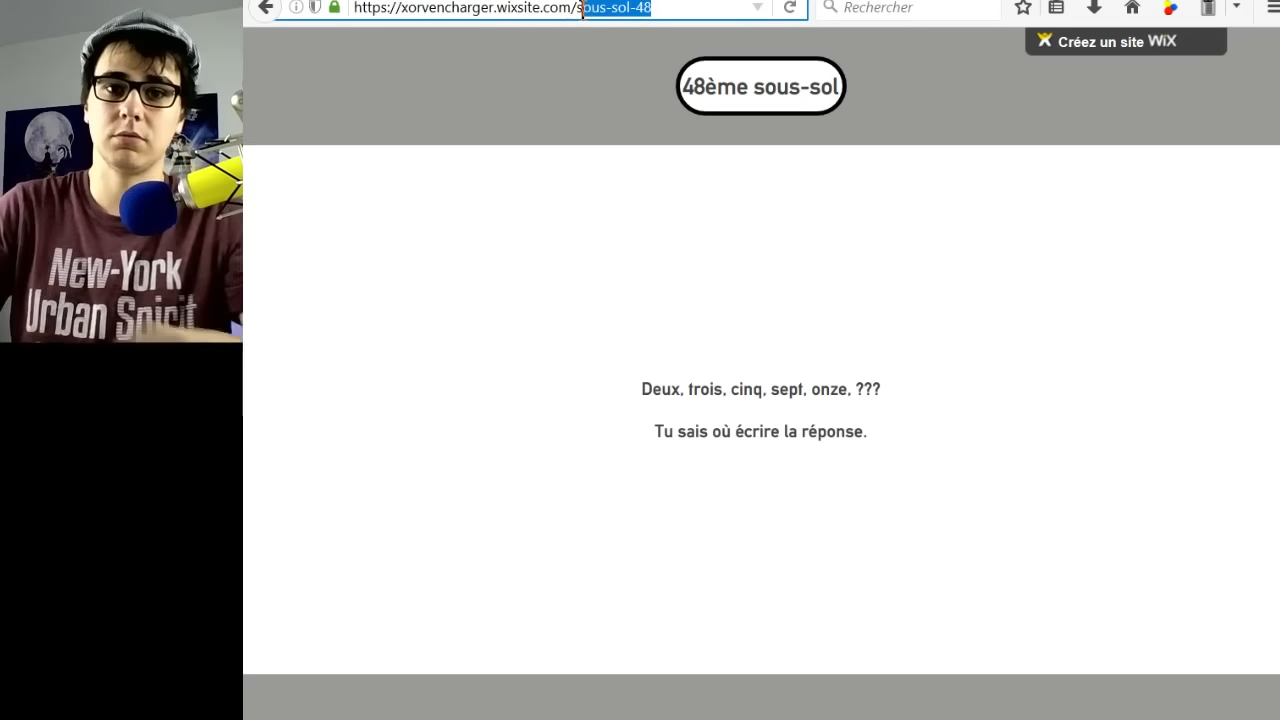 https://xorvencharger.wixsite.com/sous-sol-48
Rechercher
Créez un site WiX
48ème sous-sol
New-York
Urban Spirit
Deux, trois, cinq, sept, onze, ???
Tu sais où écrire la réponse.